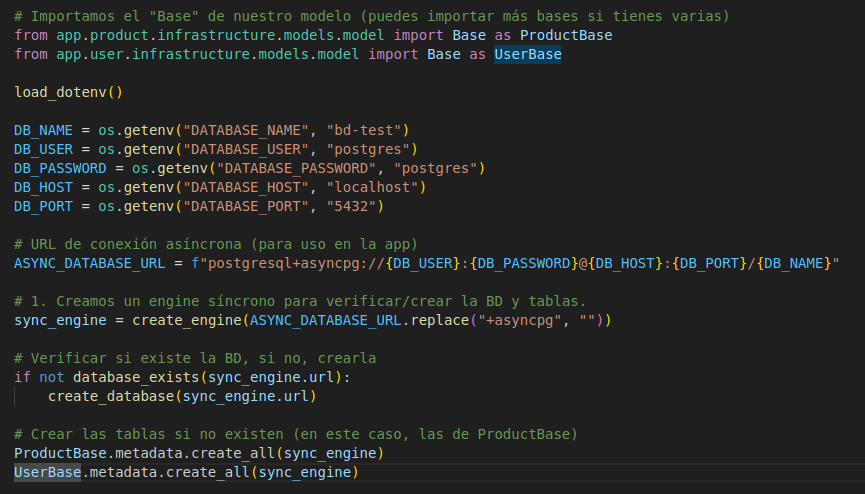 # Importamos el "Base" de nuestro modelo (puedes importar más bases si tienes varias)
from app.product.infrastructure.models.model import Base as ProductBase
from app.user.infrastructure.models.model import Base as UserBase
load_dotenv()
DB_NAME = os.getenv("DATABASE_NAME", "bd-test")
DB_USER = os.getenv("DATABASE_USER", "postgres")
DB_PASSWORD = os.getenv("DATABASE_PASSWORD", "postgres")
DB_HOST = os.getenv("DATABASE_HOST", "localhost")
DB_PORT = os.getenv("DATABASE_PORT", "5432")
# URL de conexión asíncrona (para uso en la app)
ASYNC_DATABASE_URL = f"postgresql+asyncpg://{DB_USER}:{DB_PASSWORD}@{DB_HOST}:{DB_PORT}/{DB_NAME}"
# 1. Creamos un engine síncrono para verificar/crear la BD y tablas.
sync_engine = create_engine(ASYNC_DATABASE_URL.replace("+asyncpg", ""))
# Verificar si existe la BD, si no, crearla
if not database_exists(sync_engine.url):
    create_database(sync_engine.url)
# Crear las tablas si no existen (en este caso, las de ProductBase)
ProductBase.metadata.create_all(sync_engine)
UserBase.metadata.create_all(sync_engine)